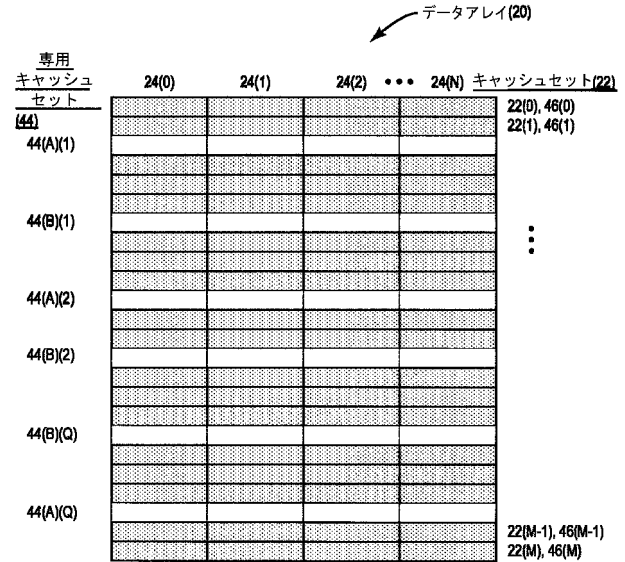 データアレイ(20)
専用
キャッシュ
セット
(44)
24(0) 24(1) 24(2) ••• 24(N) キャッシュセット(22)
22(0), 46(0)
22(1), 46(1)
44(A)(1)
44(B)(1)
44(A)(2)
44(B)(2)
44(B)(Q)
44(A)(Q)
22(M-1), 46(M-1)
22(M), 46(M)